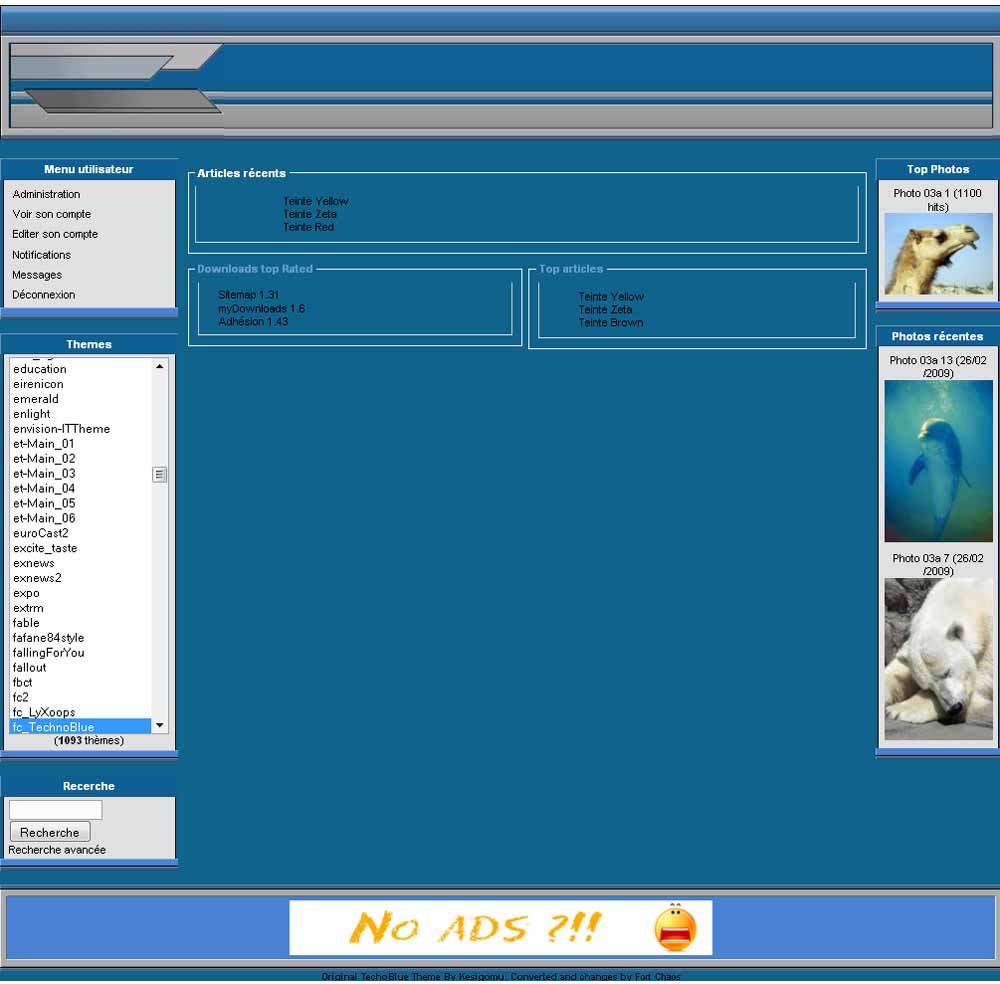 Menu utilisateur
Administration
Voir son compte
Editer son compte
Notifications
Messages
Déconnexion
Themes
education
eirenicon
emerald
enlight
envision-ITTheme
et-Main_01
et-Main_02
et-Main_03
et-Main_04
et-Main_05
et-Main_06
euroCast2
excite_taste
exnews
exnews2
expo
extrm
fable
fafane84style
fallingForYou
fallout
fbct
fc2
fc_LyXoops
fc_TechnoBlue
(1093 thèmes)
Recerche
Recherche
Recherche avancée
Articles récents
Teinte Yellow
Teinte Zeta
Teinte Red
Downloads top Rated
Sitemap 1.31
myDownloads 1.6
Adhésion 1.43
Top articles
Teinte Yellow
Teinte Zeta
Teinte Brown
Top Photos
Photo 03a 1 (1100
hits)
Photos récentes
Photo 03a 13 (26/02
/2009)
Photo 03a 7 (26/02
/2009)
No ADS ?!!
Original TechoBlue Theme By Kesigomu. Converted and changes by Fort Chaos